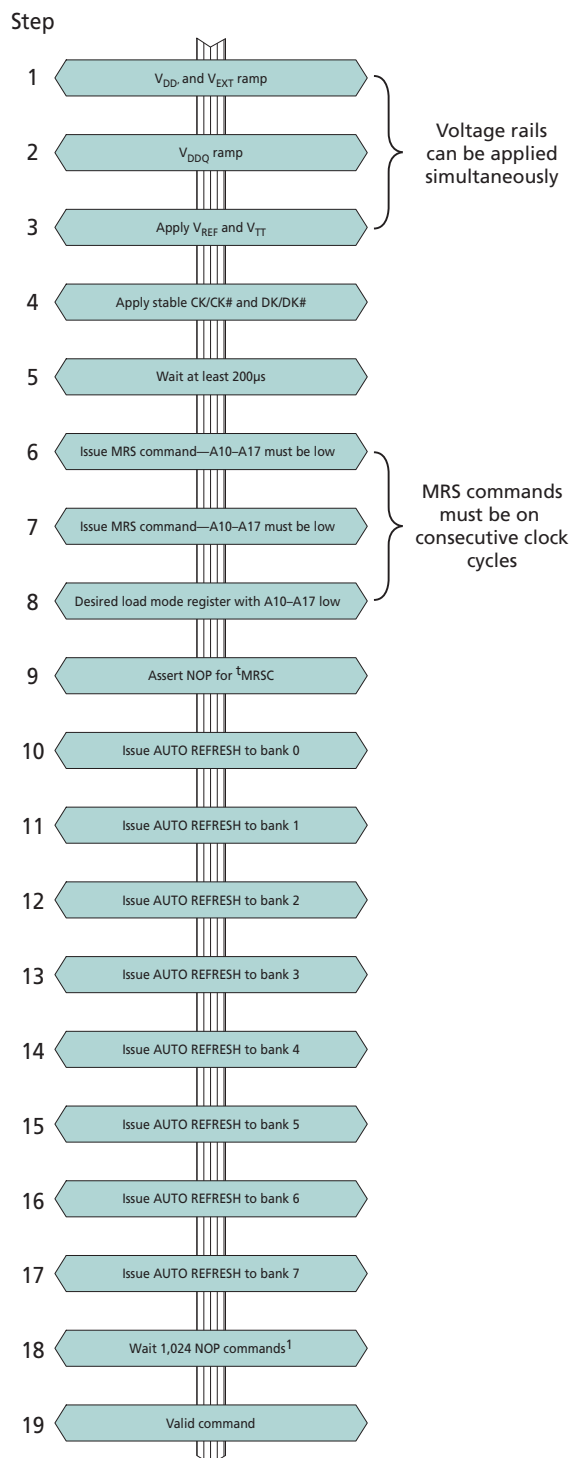 Step
1 V_DD, and V_EXT ramp
2 V_DDQ ramp
3 Apply V_REF and V_TT
Voltage rails
can be applied
simultaneously
4 Apply stable CK/CK# and DK/DK#
5 Wait at least 200µs
6 Issue MRS command—A10–A17 must be low
7 Issue MRS command—A10–A17 must be low
8 Desired load mode register with A10–A17 low
MRS commands
must be on
consecutive clock
cycles
9 Assert NOP for ᵗMRSC
10 Issue AUTO REFRESH to bank 0
11 Issue AUTO REFRESH to bank 1
12 Issue AUTO REFRESH to bank 2
13 Issue AUTO REFRESH to bank 3
14 Issue AUTO REFRESH to bank 4
15 Issue AUTO REFRESH to bank 5
16 Issue AUTO REFRESH to bank 6
17 Issue AUTO REFRESH to bank 7
18 Wait 1,024 NOP commands¹
19 Valid command